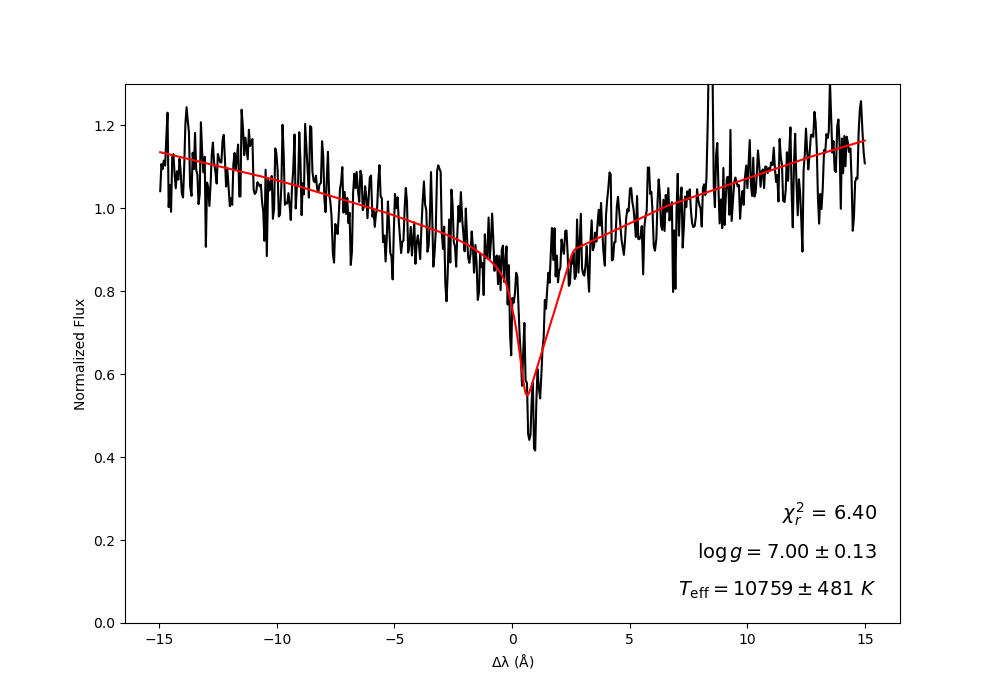 1.2
1.0
0.8
0.6
0.4
0.2
0.0
Normalized Flux
χ²ᵣ = 6.40
log g = 7.00 ± 0.13
T_eff = 10759 ± 481 K
−15 −10 −5 0 5 10 15
Δλ (Å)